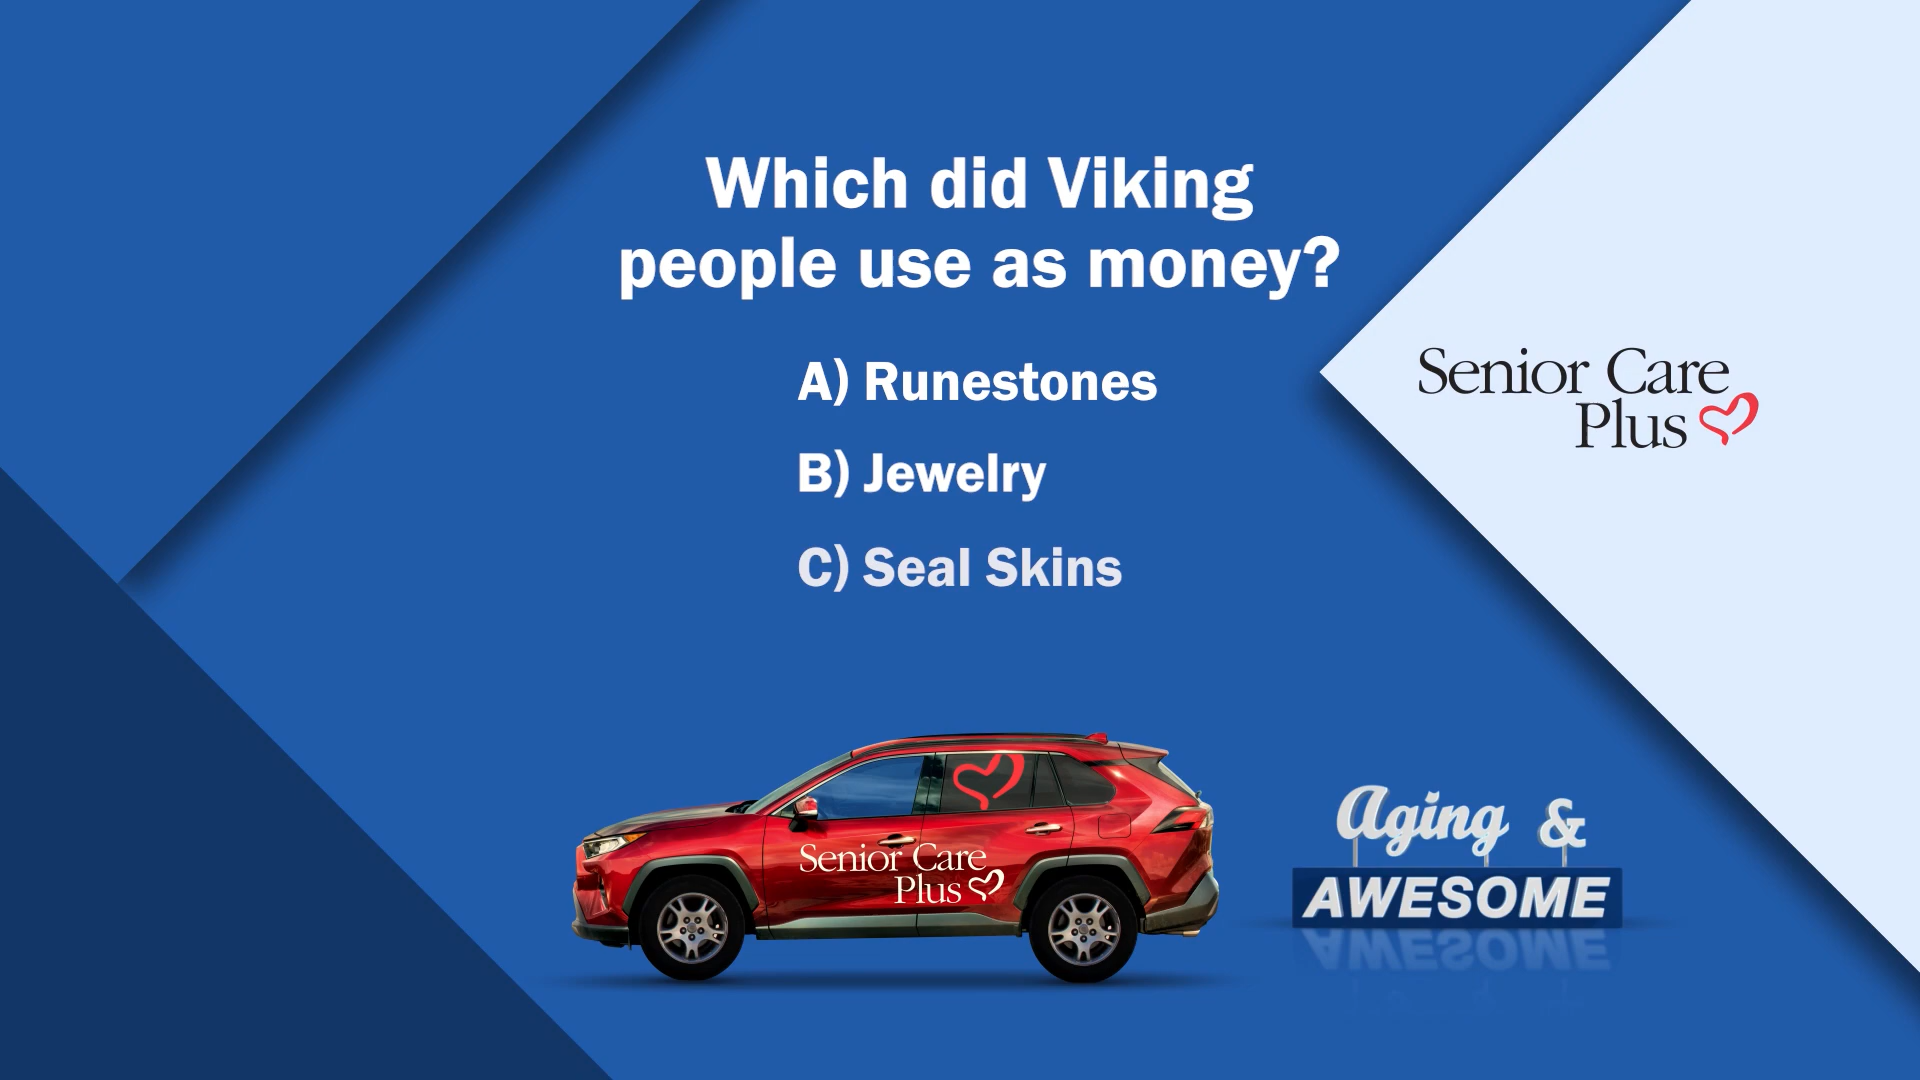 Which did Viking
people use as money?
A) Runestones
B) Jewelry
C) Seal Skins
Senior Care
Plus
Senior Care
Plus
Aging &
AWESOME